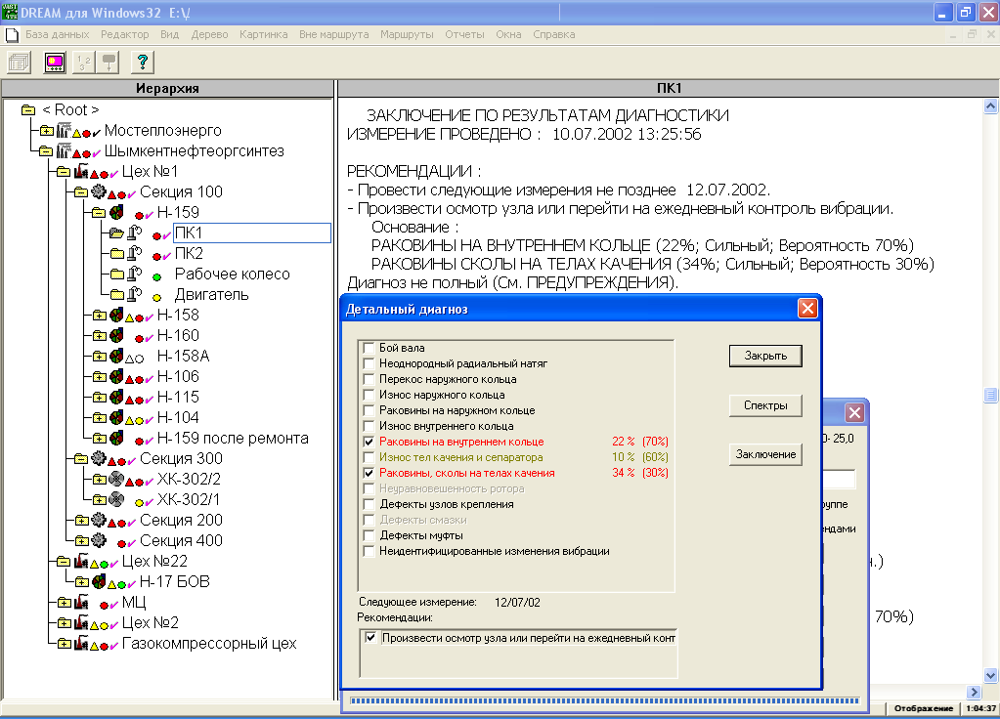 DREAM для Windows32 E:\/
База данных Редактор Вид Дерево Картинка Вне маршрута Маршруты Отчеты Окна Справка
Иерархия
ПК1
< Root >
Мостеплоэнерго
Шымкентнефтеоргсинтез
Цех №1
Секция 100
Н-159
ПК1
ПК2
Рабочее колесо
Двигатель
Н-158
Н-160
Н-158А
Н-106
Н-115
Н-104
Н-159 после ремонта
Секция 300
ХК-302/2
ХК-302/1
Секция 200
Секция 400
Цех №22
Н-17 БОВ
МЦ
Цех №2
Газокомпрессорный цех
ЗАКЛЮЧЕНИЕ ПО РЕЗУЛЬТАТАМ ДИАГНОСТИКИ
ИЗМЕРЕНИЕ ПРОВЕДЕНО : 10.07.2002 13:25:56
РЕКОМЕНДАЦИИ :
- Провести следующие измерения не позднее 12.07.2002.
- Произвести осмотр узла или перейти на ежедневный контроль вибрации.
Основание :
РАКОВИНЫ НА ВНУТРЕННЕМ КОЛЬЦЕ (22%; Сильный; Вероятность 70%)
РАКОВИНЫ СКОЛЫ НА ТЕЛАХ КАЧЕНИЯ (34%; Сильный; Вероятность 30%)
Диагноз не полный (См. ПРЕДУПРЕЖДЕНИЯ).
Детальный диагноз
Бой вала
Неоднородный радиальный натяг
Перекос наружного кольца
Износ наружного кольца
Раковины на наружном кольце
Износ внутреннего кольца
Раковины на внутреннем кольце 22 % (70%)
Износ тел качения и сепаратора 10 % (60%)
Раковины, сколы на телах качения 34 % (30%)
Неуравновешенность ротора
Дефекты узлов крепления
Дефекты смазки
Дефекты муфты
Неидентифицированные изменения вибрации
Закрыть
Спектры
Заключение
Следующее измерение: 12/07/02
Рекомендации:
Произвести осмотр узла или перейти на ежедневный конт
0- 25,0
руппе
ендами
н.)
70%)
Отображение 1:04:37